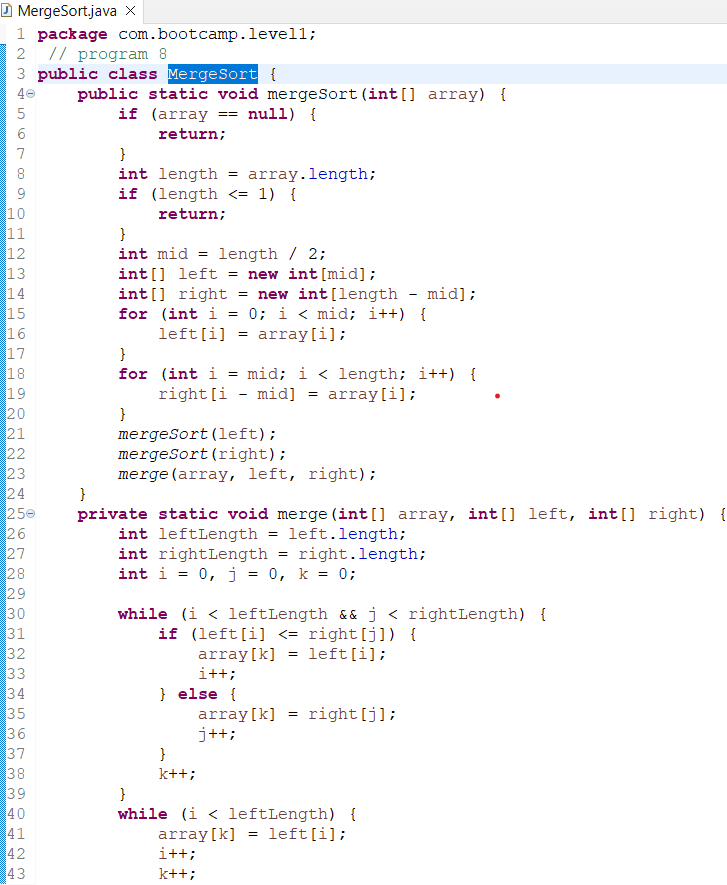 MergeSort.java
1 package com.bootcamp.level1;
2 // program 8
3 public class MergeSort {
4 public static void mergeSort(int[] array) {
5 if (array == null) {
6 return;
7 }
8 int length = array.length;
9 if (length <= 1) {
10 return;
11 }
12 int mid = length / 2;
13 int[] left = new int[mid];
14 int[] right = new int[length - mid];
15 for (int i = 0; i < mid; i++) {
16 left[i] = array[i];
17 }
18 for (int i = mid; i < length; i++) {
19 right[i - mid] = array[i];
20 }
21 mergeSort(left);
22 mergeSort(right);
23 merge(array, left, right);
24 }
25 private static void merge(int[] array, int[] left, int[] right) {
26 int leftLength = left.length;
27 int rightLength = right.length;
28 int i = 0, j = 0, k = 0;
29
30 while (i < leftLength && j < rightLength) {
31 if (left[i] <= right[j]) {
32 array[k] = left[i];
33 i++;
34 } else {
35 array[k] = right[j];
36 j++;
37 }
38 k++;
39 }
40 while (i < leftLength) {
41 array[k] = left[i];
42 i++;
43 k++;